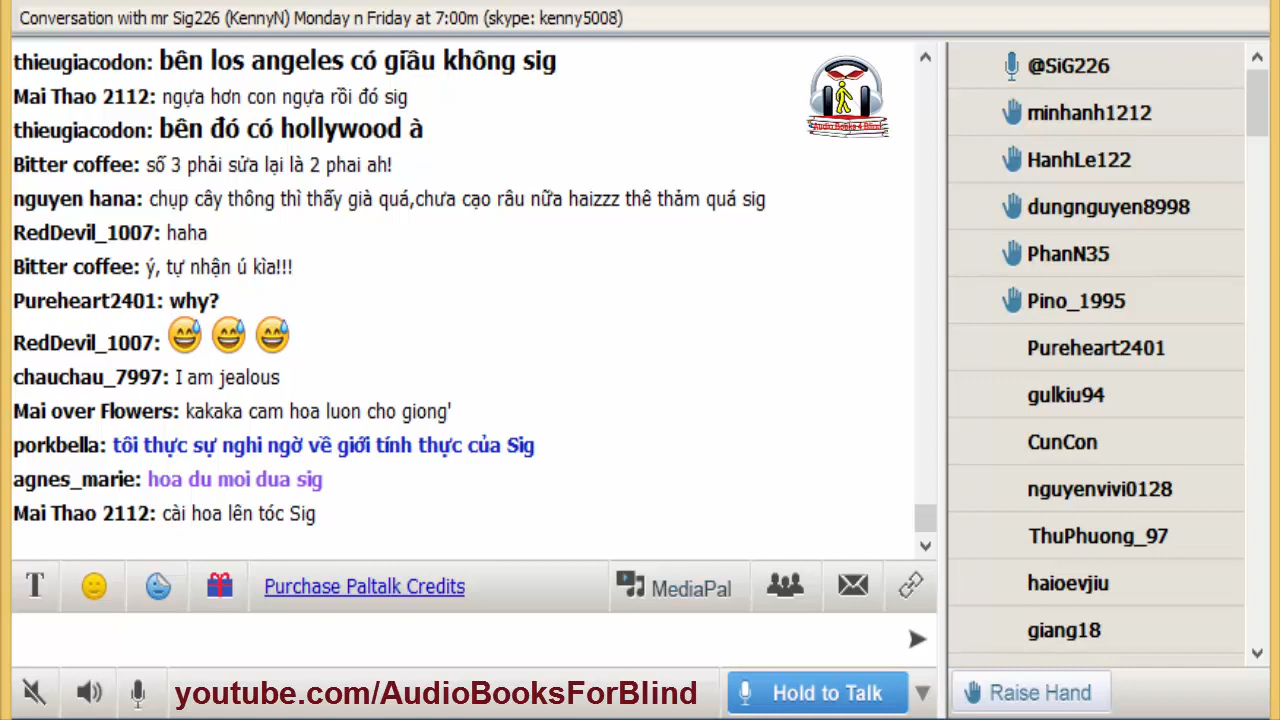 Conversation with mr Sig226 (KennyN) Monday n Friday at 7:00m (skype: kenny5008)
thieugiacodon: bên los angeles có giầu không sig
Mai Thao 2112: ngựa hơn con ngựa rồi đó sig
thieugiacodon: bên đó có hollywood à
Bitter coffee: số 3 phải sửa lại là 2 phai ah!
nguyen hana: chụp cây thông thì thấy già quá,chưa cạo râu nữa haizzz thê thảm quá sig
RedDevil_1007: haha
Bitter coffee: ý, tự nhận ú kìa!!!
Pureheart2401: why?
RedDevil_1007: 😅 😅 😅
chauchau_7997: I am jealous
Mai over Flowers: kakaka cam hoa luon cho giong'
porkbella: tôi thực sự nghi ngờ về giới tính thực của Sig
agnes_marie: hoa du moi dua sig
Mai Thao 2112: cài hoa lên tóc Sig
Audio Books 4 Blind
T
Purchase Paltalk Credits
MediaPal
youtube.com/AudioBooksForBlind
Hold to Talk
@SiG226
minhanh1212
HanhLe122
dungnguyen8998
PhanN35
Pino_1995
Pureheart2401
gulkiu94
CunCon
nguyenvivi0128
ThuPhuong_97
haioevjiu
giang18
Raise Hand